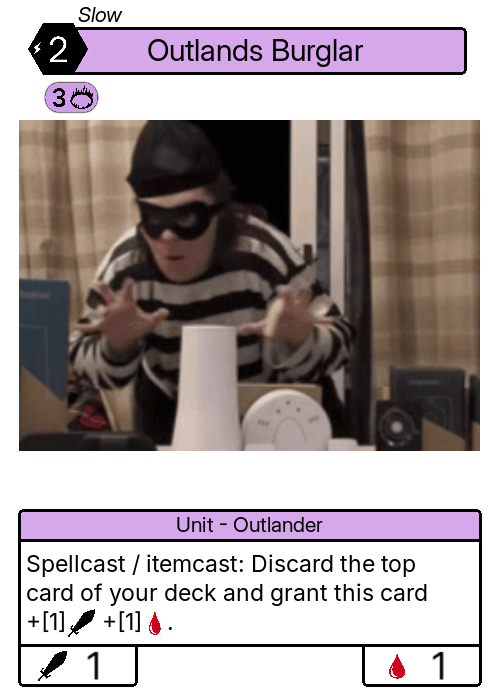 Slow
2
Outlands Burglar
3
Unit - Outlander
Spellcast / itemcast: Discard the top
card of your deck and grant this card
+[1] +[1] .
1
1